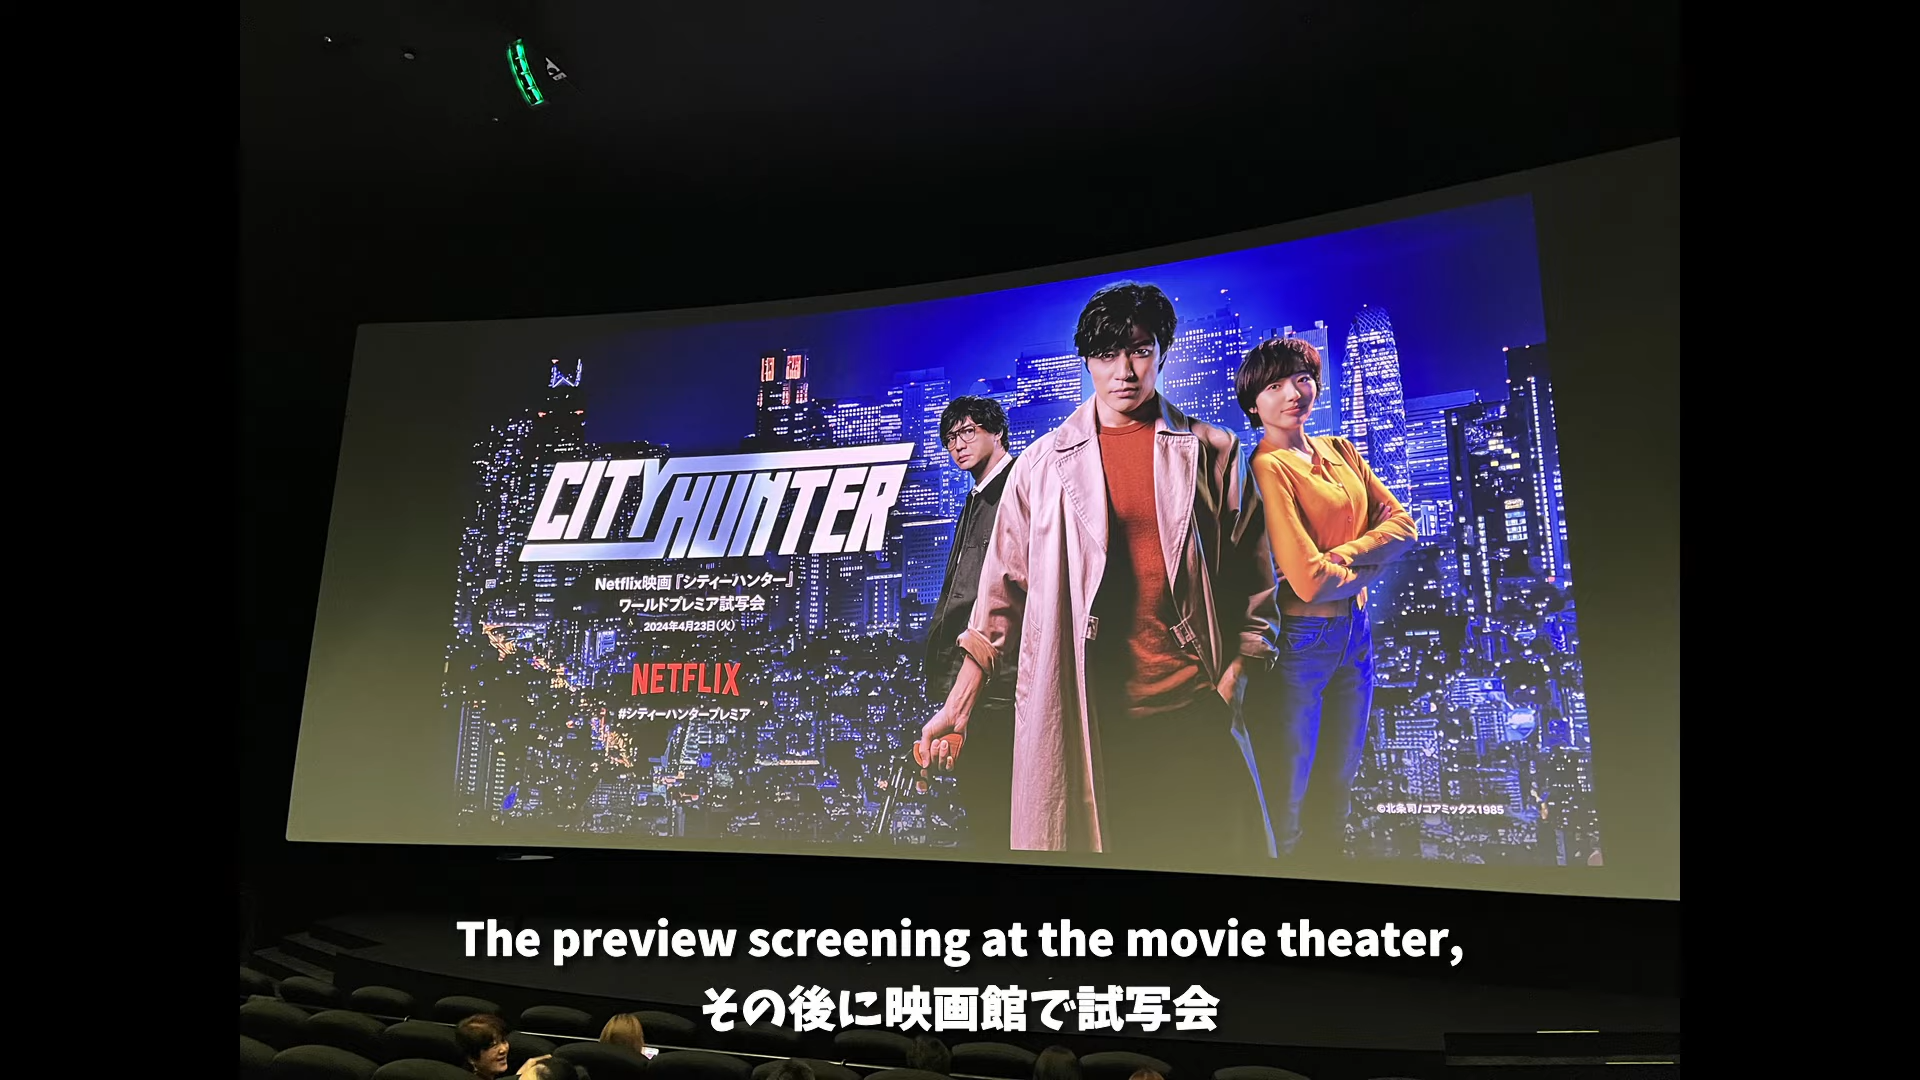 CITY HUNTER
Netflix映画『シティーハンター』
ワールドプレミア試写会
2024年4月23日(火)
NETFLIX
#シティーハンタープレミア
©北条司/コアミックス1985
The preview screening at the movie theater,
その後に映画館で試写会